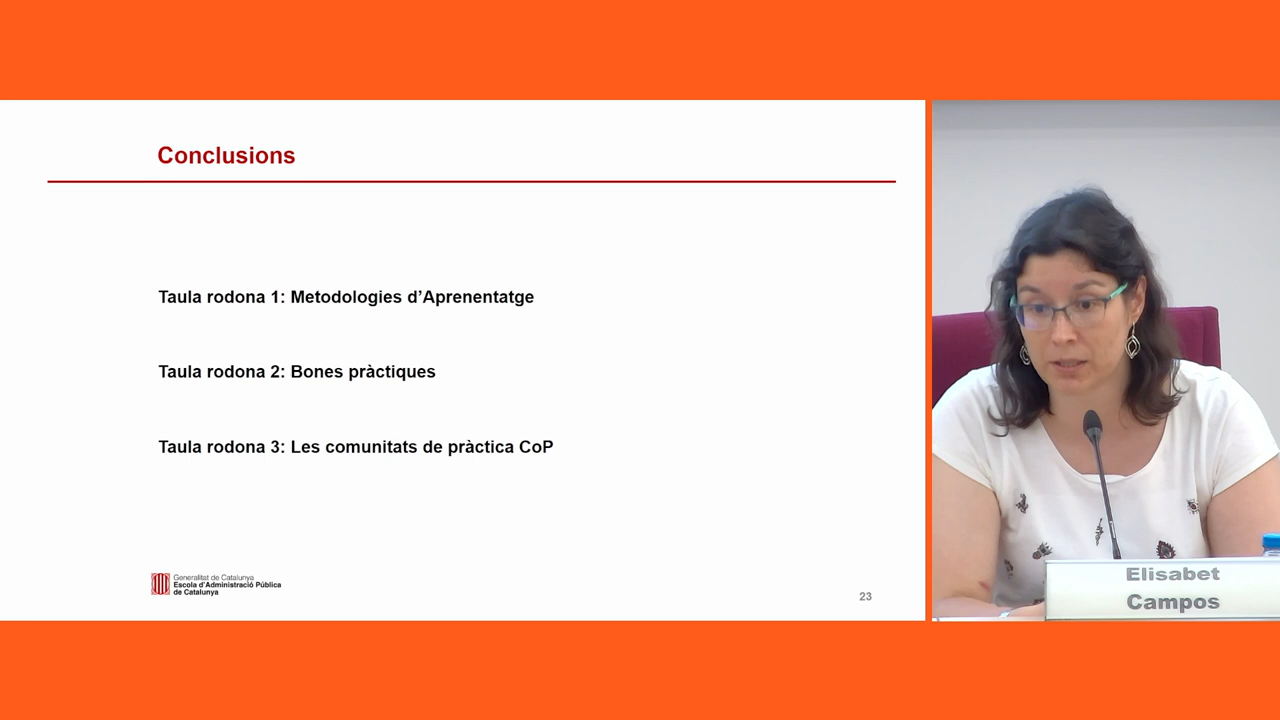 Conclusions
Taula rodona 1: Metodologies d’Aprenentatge
Taula rodona 2: Bones pràctiques
Taula rodona 3: Les comunitats de pràctica CoP
Generalitat de Catalunya
Escola d'Administració Pública
de Catalunya
23
Elisabet
Campos